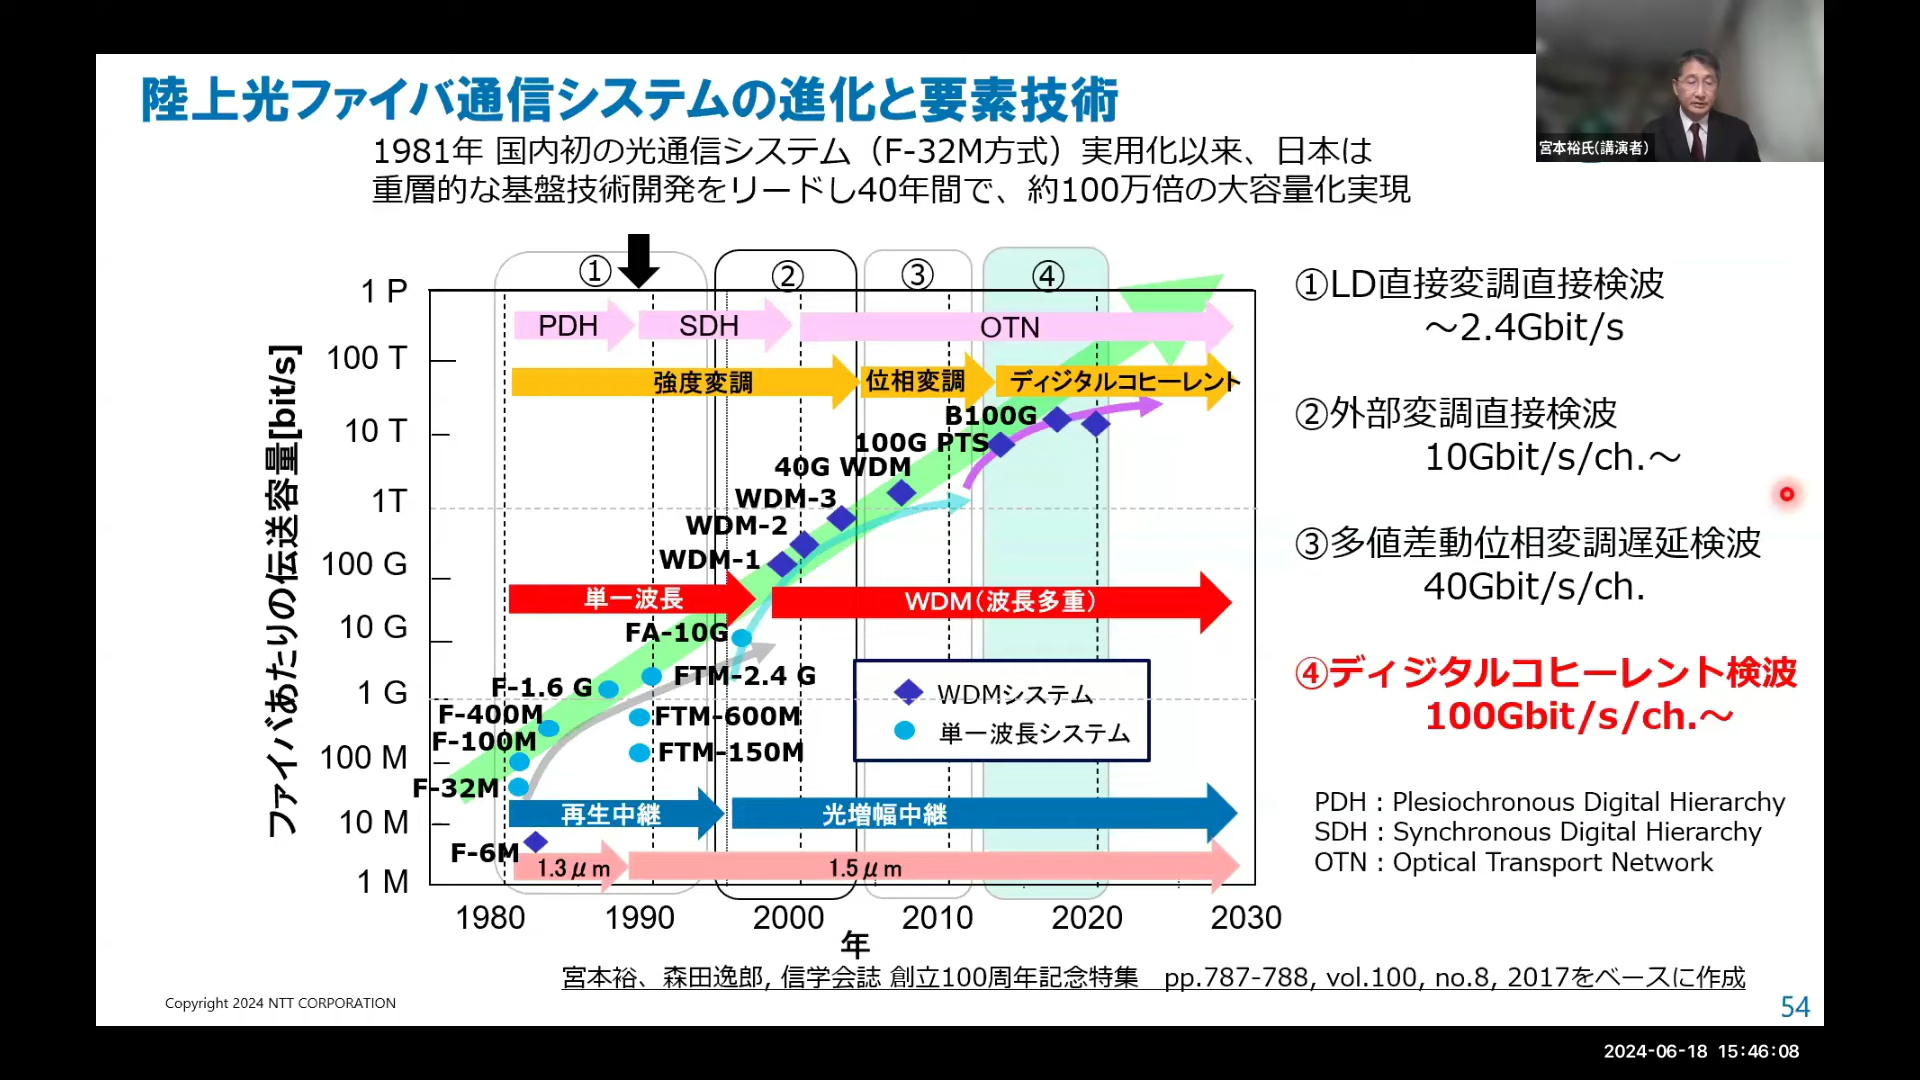 陸上光ファイバ通信システムの進化と要素技術
1981年 国内初の光通信システム（F-32M方式）実用化以来、日本は
重層的な基盤技術開発をリードし40年間で、約100万倍の大容量化実現
宮本裕氏(講演者)
① ② ③ ④
ファイバあたりの伝送容量[bit/s]
1 P
100 T
10 T
1T
100 G
10 G
1 G
100 M
10 M
1 M
PDH SDH OTN
強度変調 位相変調 ディジタルコヒーレント
B100G
100G PTS
40G WDM
WDM-3
WDM-2
WDM-1
単一波長 WDM（波長多重）
FA-10G
FTM-2.4 G
F-1.6 G
F-400M FTM-600M
F-100M FTM-150M
F-32M
WDMシステム
単一波長システム
再生中継 光増幅中継
F-6M
1.3μm 1.5μm
1980 1990 2000 2010 2020 2030
年
①LD直接変調直接検波
～2.4Gbit/s
②外部変調直接検波
10Gbit/s/ch.～
③多値差動位相変調遅延検波
40Gbit/s/ch.
④ディジタルコヒーレント検波
100Gbit/s/ch.～
PDH : Plesiochronous Digital Hierarchy
SDH : Synchronous Digital Hierarchy
OTN : Optical Transport Network
宮本裕、森田逸郎, 信学会誌 創立100周年記念特集 pp.787-788, vol.100, no.8, 2017をベースに作成
Copyright 2024 NTT CORPORATION
54
2024-06-18 15:46:08